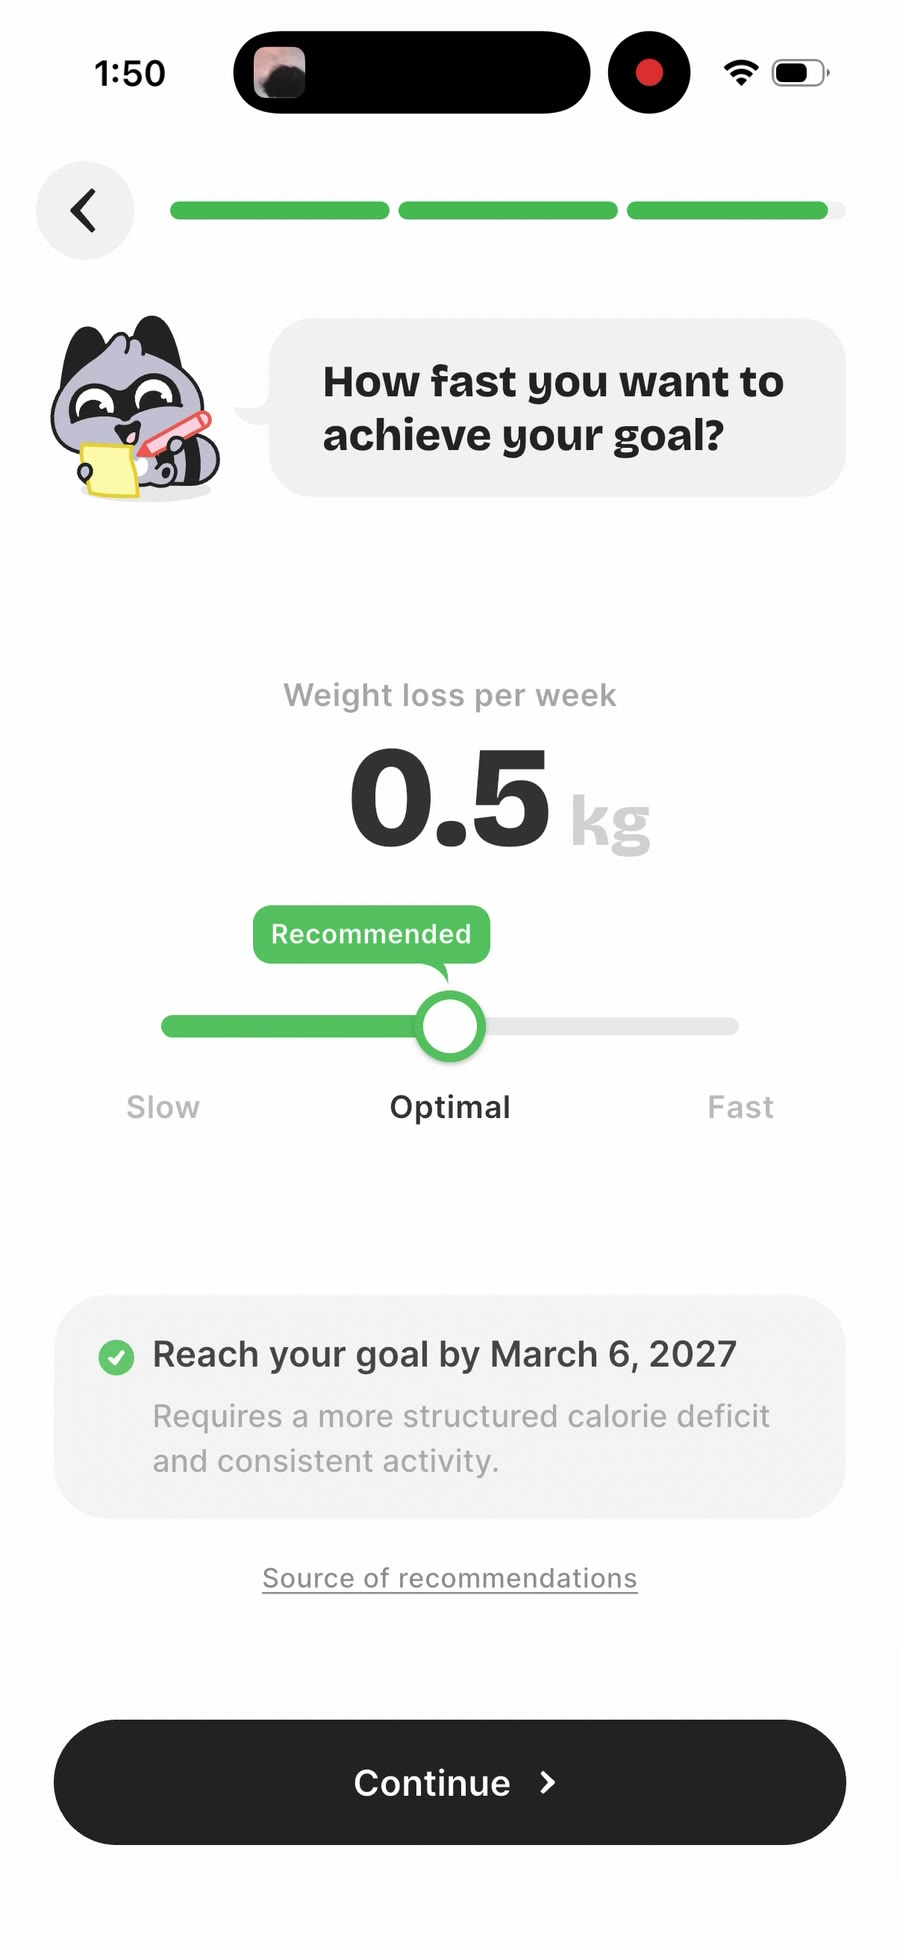 1:50
How fast you want to
achieve your goal?
Weight loss per week
0.5 kg
Recommended
Slow Optimal Fast
Reach your goal by March 6, 2027
Requires a more structured calorie deficit
and consistent activity.
Source of recommendations
Continue